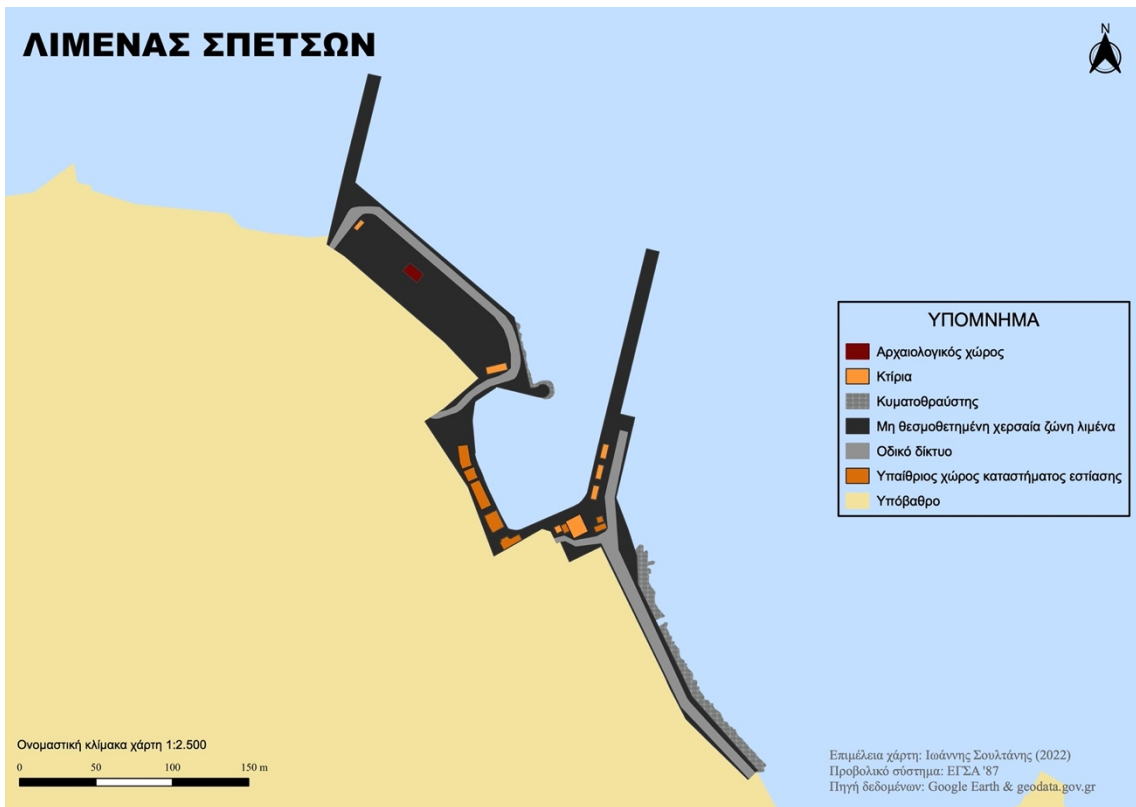 ΛΙΜΕΝΑΣ ΣΠΕΤΣΩΝ
N
ΥΠΟΜΝΗΜΑ
Αρχαιολογικός χώρος
Κτίρια
Κυματοθραύστης
Μη θεσμοθετημένη χερσαία ζώνη λιμένα
Οδικό δίκτυο
Υπαίθριος χώρος καταστήματος εστίασης
Υπόβαθρο
Ονομαστική κλίμακα χάρτη 1:2.500
0 50 100 150 m
Επιμέλεια χάρτη: Ιωάννης Σουλτάνης (2022)
Προβολικό σύστημα: ΕΓΣΑ '87
Πηγή δεδομένων: Google Earth & geodata.gov.gr